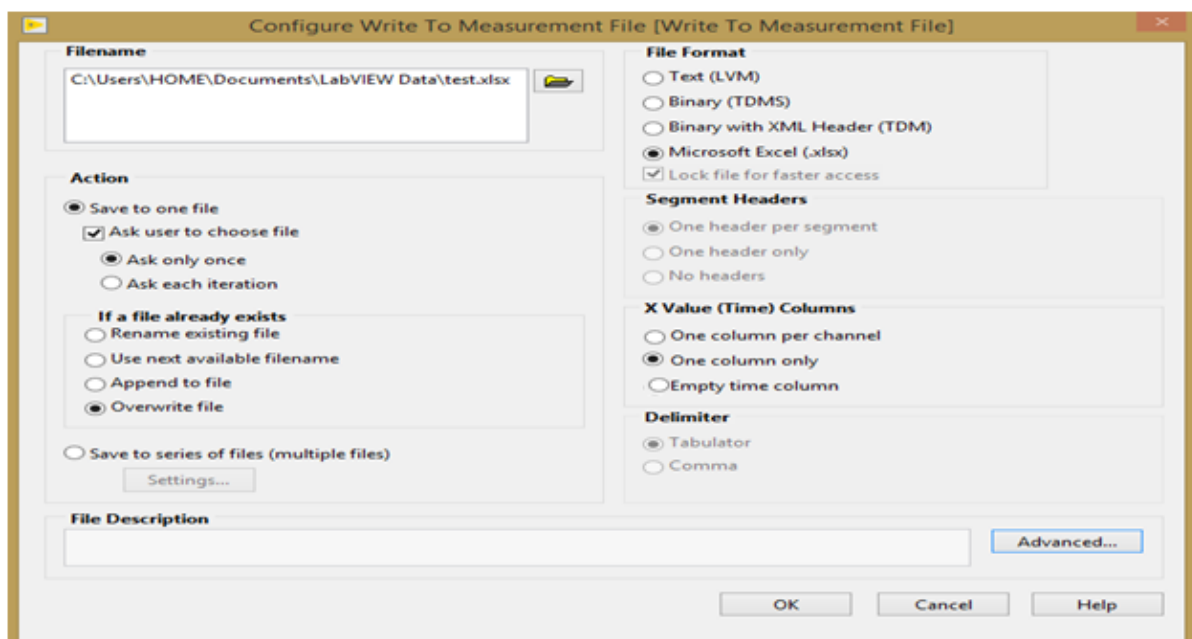 Configure Write To Measurement File [Write To Measurement File]
Filename
C:\Users\HOME\Documents\LabVIEW Data\test.xlsx
Action
Save to one file
Ask user to choose file
Ask only once
Ask each iteration
If a file already exists
Rename existing file
Use next available filename
Append to file
Overwrite file
Save to series of files (multiple files)
Settings...
File Format
Text (LVM)
Binary (TDMS)
Binary with XML Header (TDM)
Microsoft Excel (.xlsx)
Lock file for faster access
Segment Headers
One header per segment
One header only
No headers
X Value (Time) Columns
One column per channel
One column only
Empty time column
Delimiter
Tabulator
Comma
File Description
Advanced...
OK
Cancel
Help